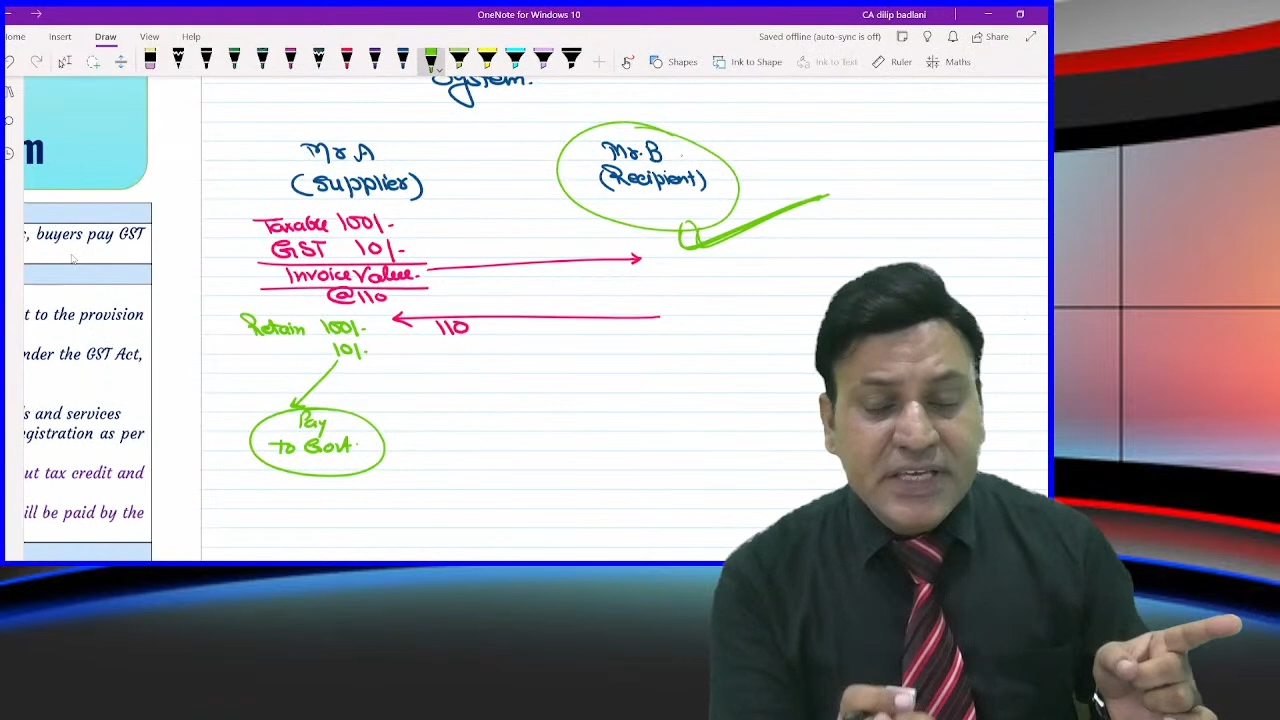 OneNote for Windows 10
CA dilip badlani
ome Insert Draw View Help
Saved offline (auto-sync is off)
Share
Shapes
Ink to Shape
Ink to Text
Ruler
Maths
System.
m
Mr A
(Supplier)
Mr. B
(Recipient)
Taxable 100/-
GST 10/-
Invoice Value.
@110
110
Retain 100/-
10/-
Pay
To Govt.
, buyers pay GST
t to the provision
nder the GST Act,
s and services
gistration as per
ut tax credit and
ill be paid by the